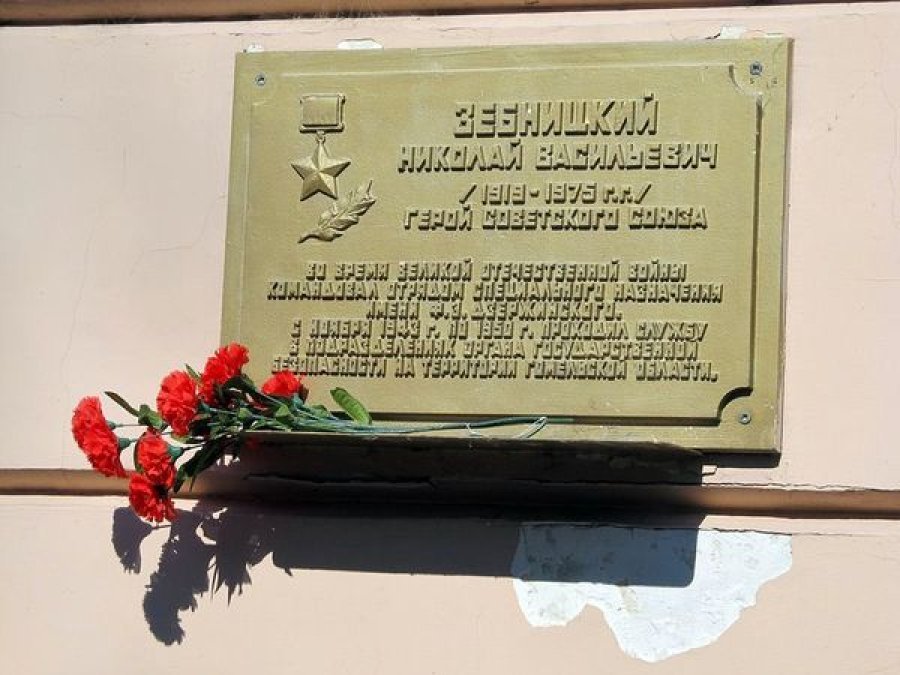 ЗЕБНИЦКИЙ
НИКОЛАЙ ВАСИЛЬЕВИЧ
/1919-1975 г.г./
ГЕРОЙ СОВЕТСКОГО СОЮЗА
ВО ВРЕМЯ ВЕЛИКОЙ ОТЕЧЕСТВЕННОЙ ВОЙНЫ
КОМАНДОВАЛ ОТРЯДОМ СПЕЦИАЛЬНОГО НАЗНАЧЕНИЯ
ИМЕНИ Ф.Э. ДЗЕРЖИНСКОГО.
С НОЯБРЯ 1943 г. ПО 1950 г. ПРОХОДИЛ СЛУЖБУ
В ПОДРАЗДЕЛЕНИЯХ ОРГАНА ГОСУДАРСТВЕННОЙ
БЕЗОПАСНОСТИ НА ТЕРРИТОРИИ ГОМЕЛЬСКОЙ ОБЛАСТИ.